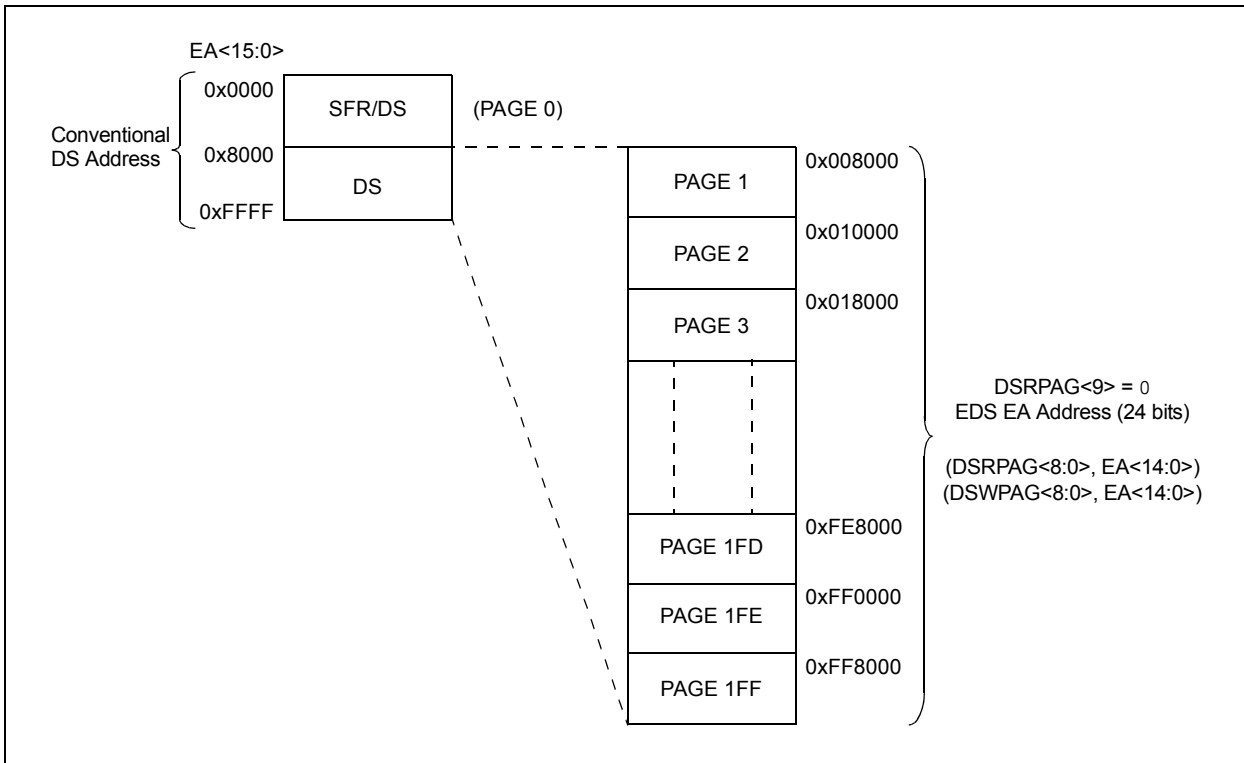 EA<15:0>
0x0000
SFR/DS
(PAGE 0)
Conventional
DS Address
0x8000
DS
0xFFFF
PAGE 1
0x008000
PAGE 2
0x010000
PAGE 3
0x018000
DSRPAG<9> = 0
EDS EA Address (24 bits)
(DSRPAG<8:0>, EA<14:0>)
(DSWPAG<8:0>, EA<14:0>)
PAGE 1FD
0xFE8000
PAGE 1FE
0xFF0000
PAGE 1FF
0xFF8000